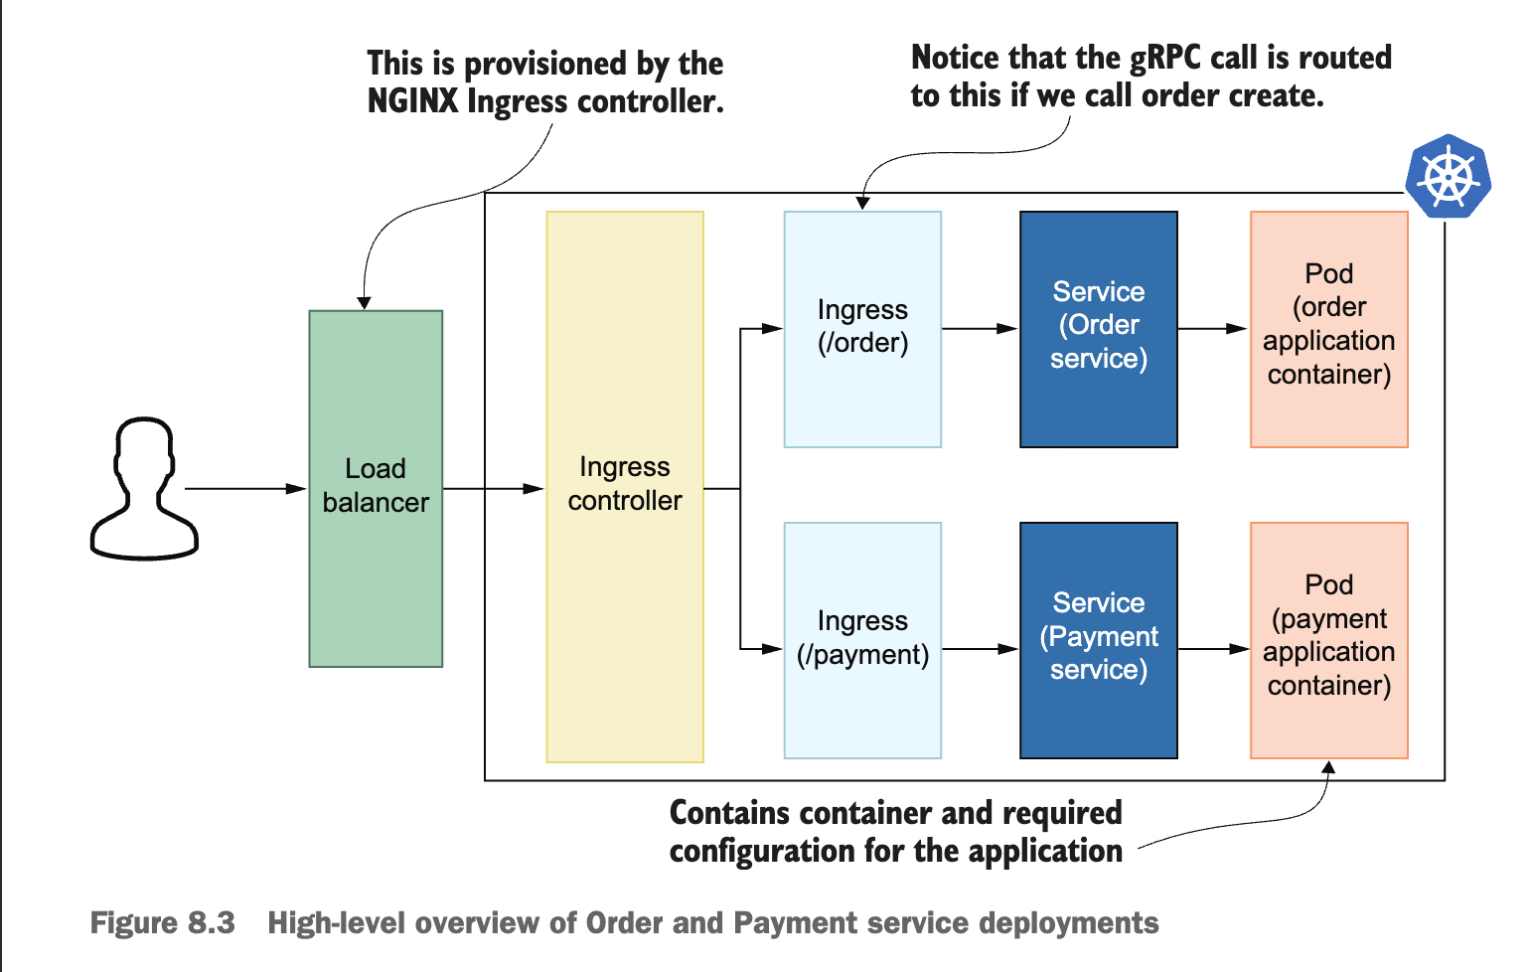 This is provisioned by the
NGINX Ingress controller.
Notice that the gRPC call is routed
to this if we call order create.
Load
balancer
Ingress
controller
Ingress
(/order)
Service
(Order
service)
Pod
(order
application
container)
Ingress
(/payment)
Service
(Payment
service)
Pod
(payment
application
container)
Contains container and required
configuration for the application
Figure 8.3 High-level overview of Order and Payment service deployments